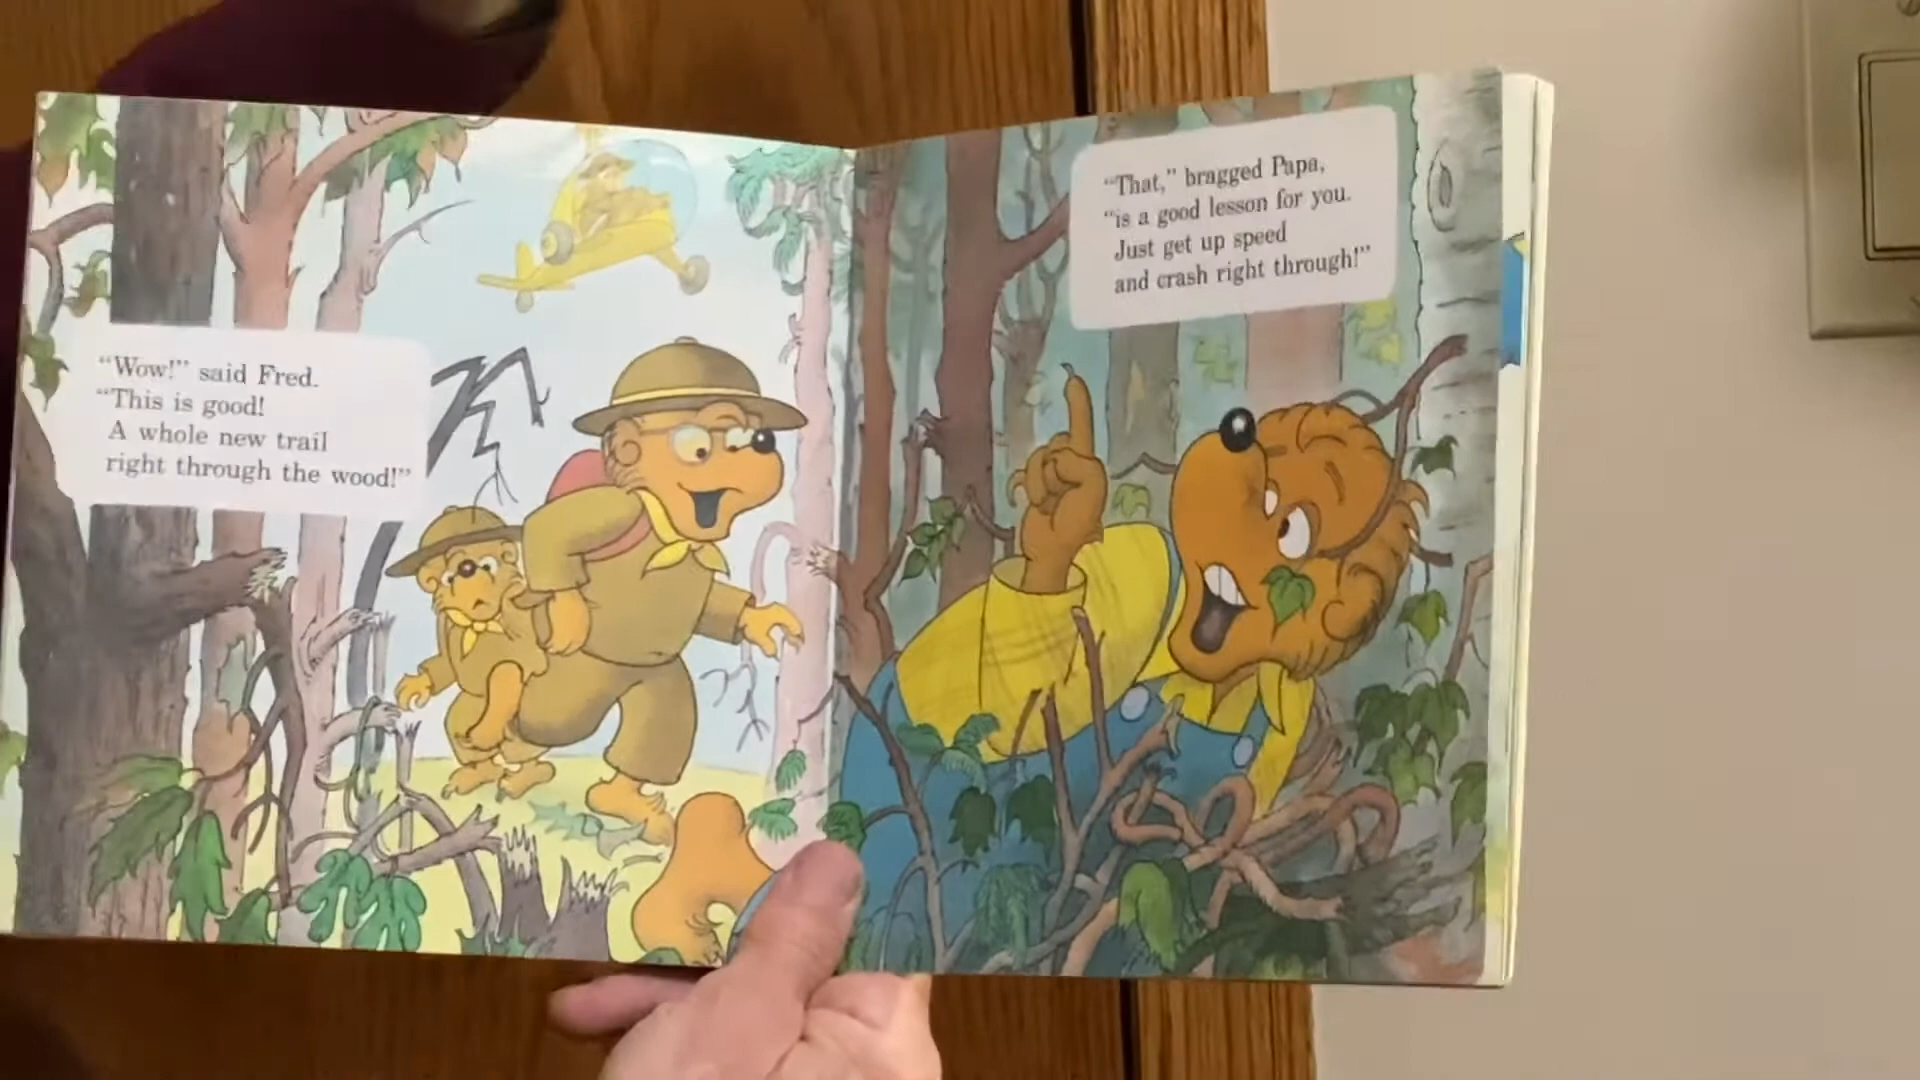 “Wow!” said Fred.
“This is good!
A whole new trail
right through the wood!”
“That,” bragged Papa,
“is a good lesson for you.
Just get up speed
and crash right through!”